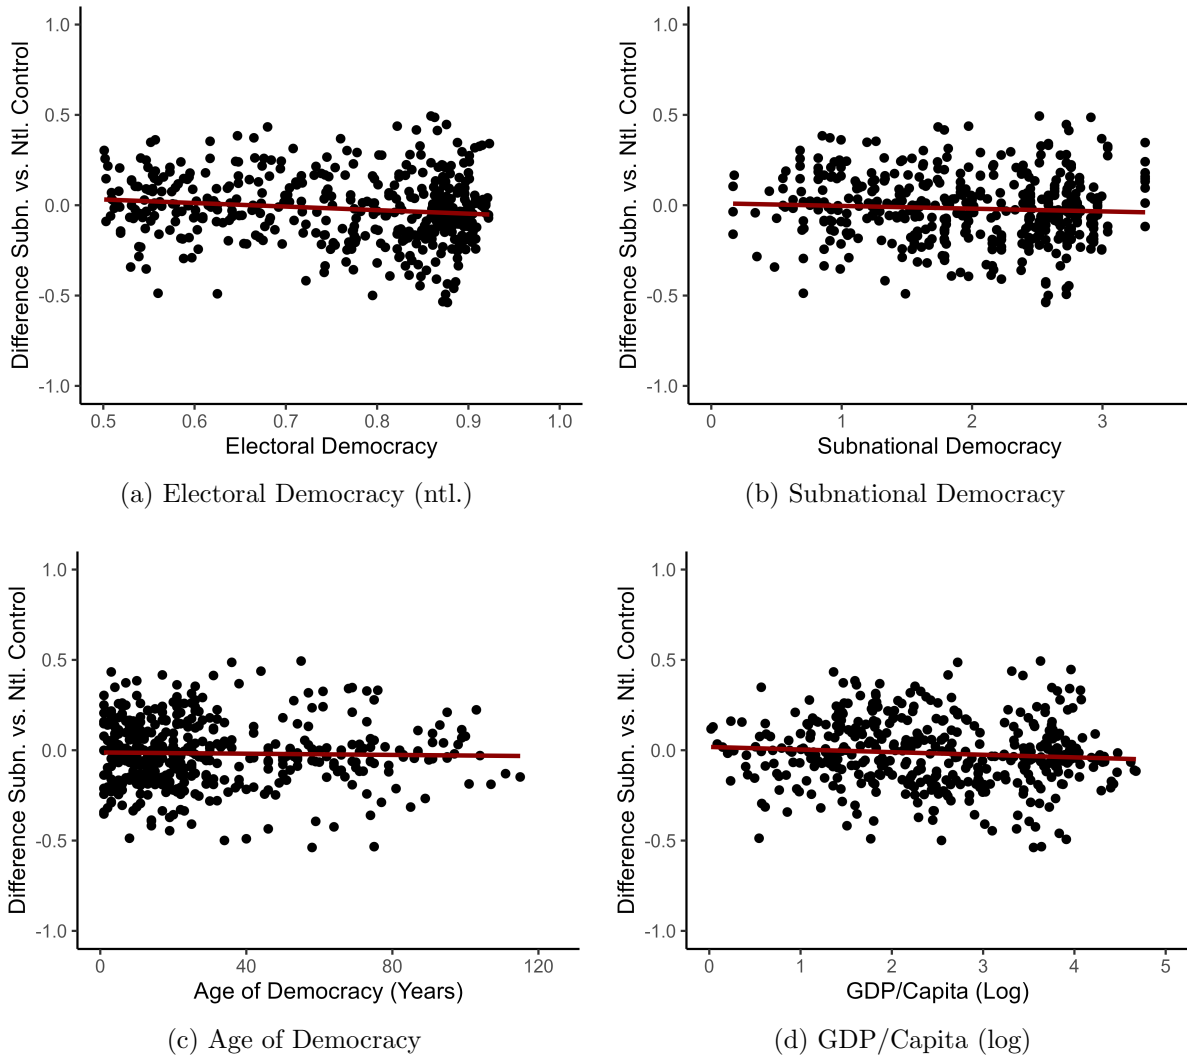 1.0
0.5
0.0
-0.5
-1.0
Difference Subn. vs. Ntl. Control
0.5 0.6 0.7 0.8 0.9 1.0
Electoral Democracy
(a) Electoral Democracy (ntl.)
1.0
0.5
0.0
-0.5
-1.0
Difference Subn. vs. Ntl. Control
0 1 2 3
Subnational Democracy
(b) Subnational Democracy
1.0
0.5
0.0
-0.5
-1.0
Difference Subn. vs. Ntl. Control
0 40 80 120
Age of Democracy (Years)
(c) Age of Democracy
1.0
0.5
0.0
-0.5
-1.0
Difference Subn. vs. Ntl. Control
0 1 2 3 4 5
GDP/Capita (Log)
(d) GDP/Capita (log)